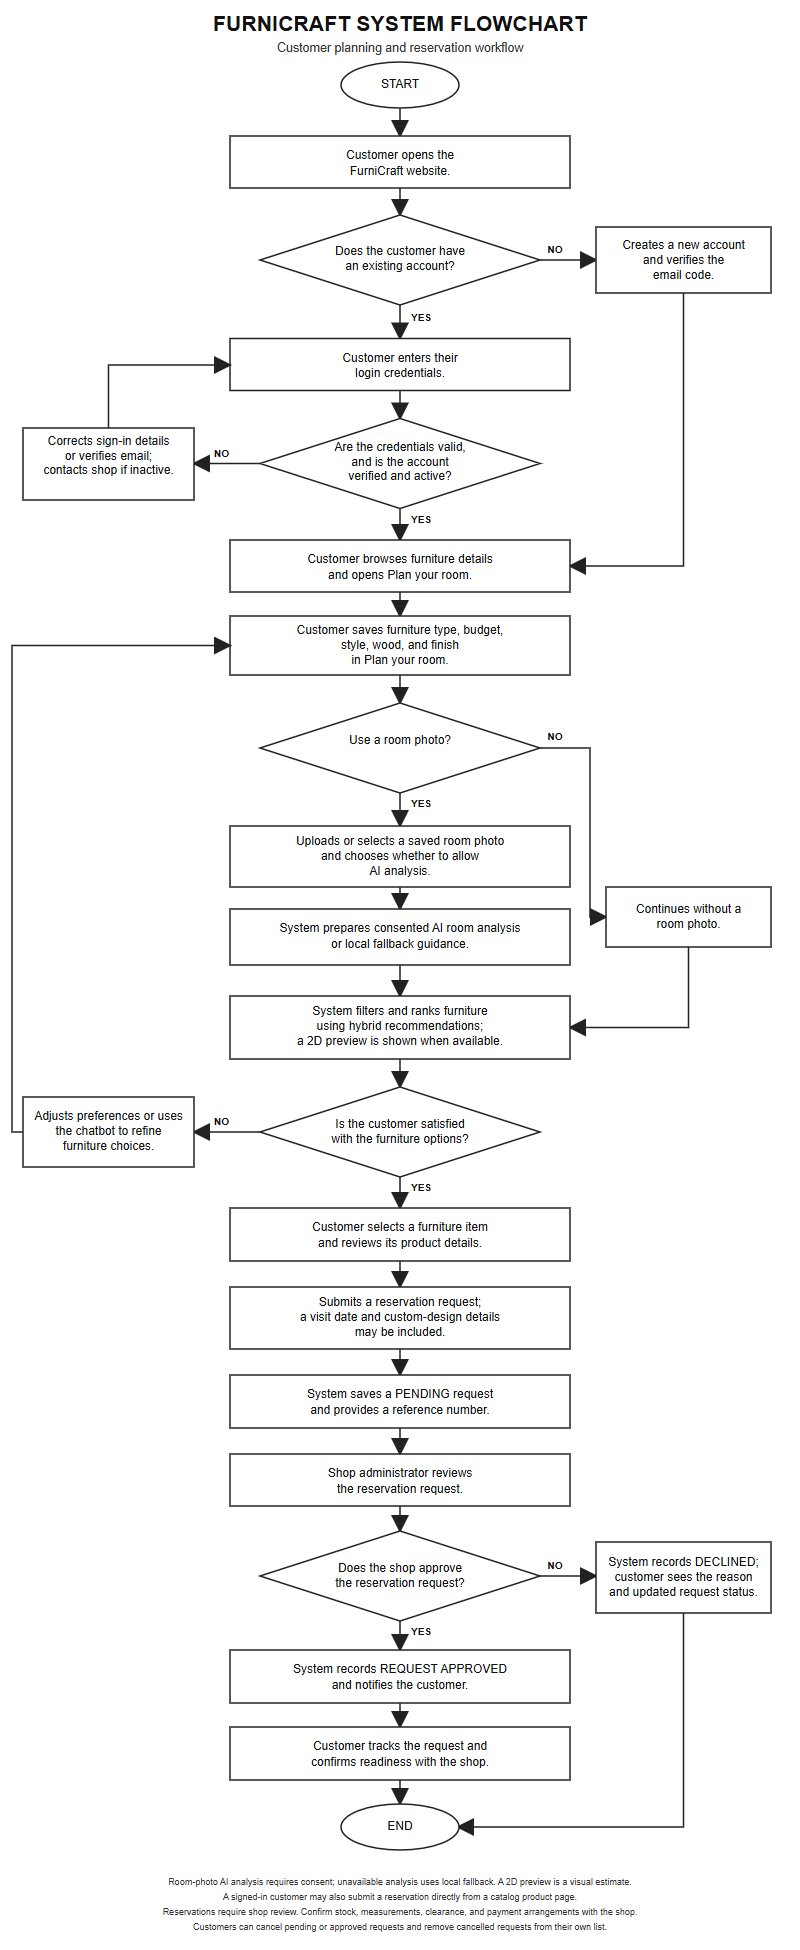 FURNICRAFT SYSTEM FLOWCHART
Customer planning and reservation workflow
START
Customer opens the
FurniCraft website.
Does the customer have
an existing account?
NO
Creates a new account
and verifies the
email code.
YES
Customer enters their
login credentials.
Are the credentials valid,
and is the account
verified and active?
NO
Corrects sign-in details
or verifies email;
contacts shop if inactive.
YES
Customer browses furniture details
and opens Plan your room.
Customer saves furniture type, budget,
style, wood, and finish
in Plan your room.
Use a room photo?
NO
YES
Uploads or selects a saved room photo
and chooses whether to allow
AI analysis.
Continues without a
room photo.
System prepares consented AI room analysis
or local fallback guidance.
System filters and ranks furniture
using hybrid recommendations;
a 2D preview is shown when available.
Is the customer satisfied
with the furniture options?
NO
Adjusts preferences or uses
the chatbot to refine
furniture choices.
YES
Customer selects a furniture item
and reviews its product details.
Submits a reservation request;
a visit date and custom-design details
may be included.
System saves a PENDING request
and provides a reference number.
Shop administrator reviews
the reservation request.
Does the shop approve
the reservation request?
NO
System records DECLINED;
customer sees the reason
and updated request status.
YES
System records REQUEST APPROVED
and notifies the customer.
Customer tracks the request and
confirms readiness with the shop.
END
Room-photo AI analysis requires consent; unavailable analysis uses local fallback. A 2D preview is a visual estimate.
A signed-in customer may also submit a reservation directly from a catalog product page.
Reservations require shop review. Confirm stock, measurements, clearance, and payment arrangements with the shop.
Customers can cancel pending or approved requests and remove cancelled requests from their own list.